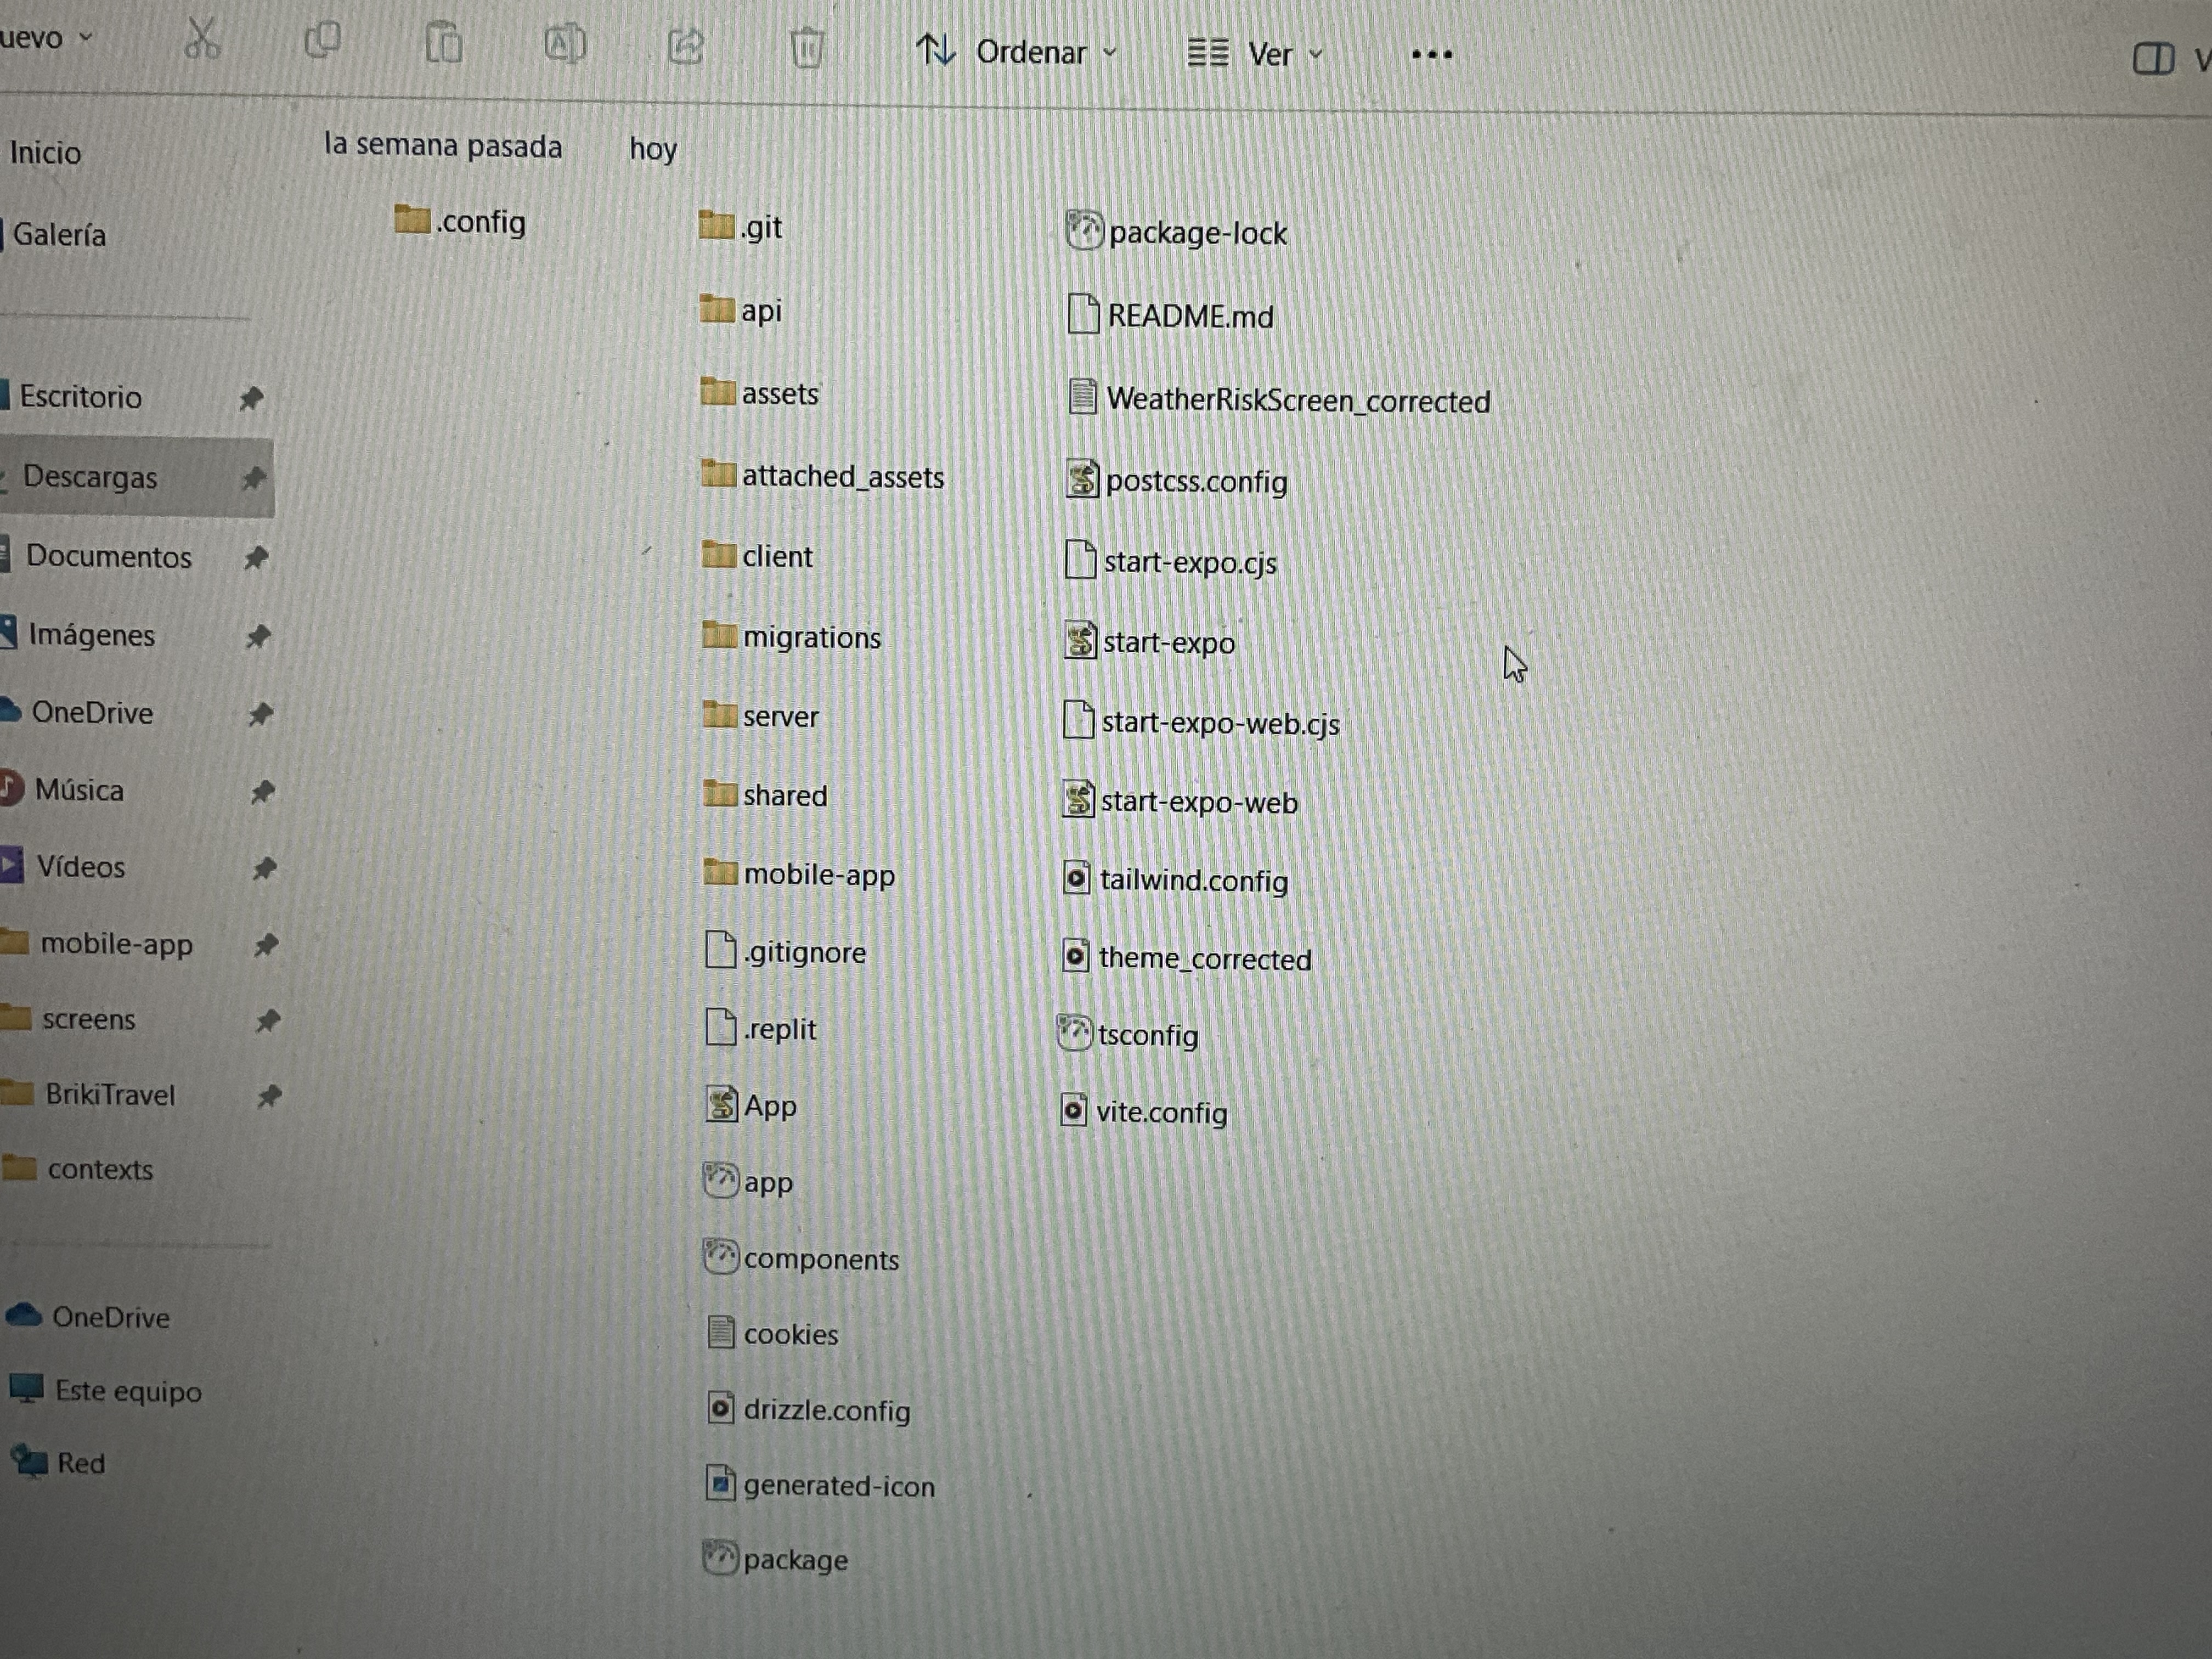 uevo
Ordenar
Ver
Inicio
Galería
Escritorio
Descargas
Documentos
Imágenes
OneDrive
Música
Vídeos
mobile-app
screens
BrikiTravel
contexts
OneDrive
Este equipo
Red
la semana pasada
.config
hoy
.git
api
assets
attached_assets
client
migrations
server
shared
mobile-app
.gitignore
.replit
App
app
components
cookies
drizzle.config
generated-icon
package
package-lock
README.md
WeatherRiskScreen_corrected
postcss.config
start-expo.cjs
start-expo
start-expo-web.cjs
start-expo-web
tailwind.config
theme_corrected
tsconfig
vite.config